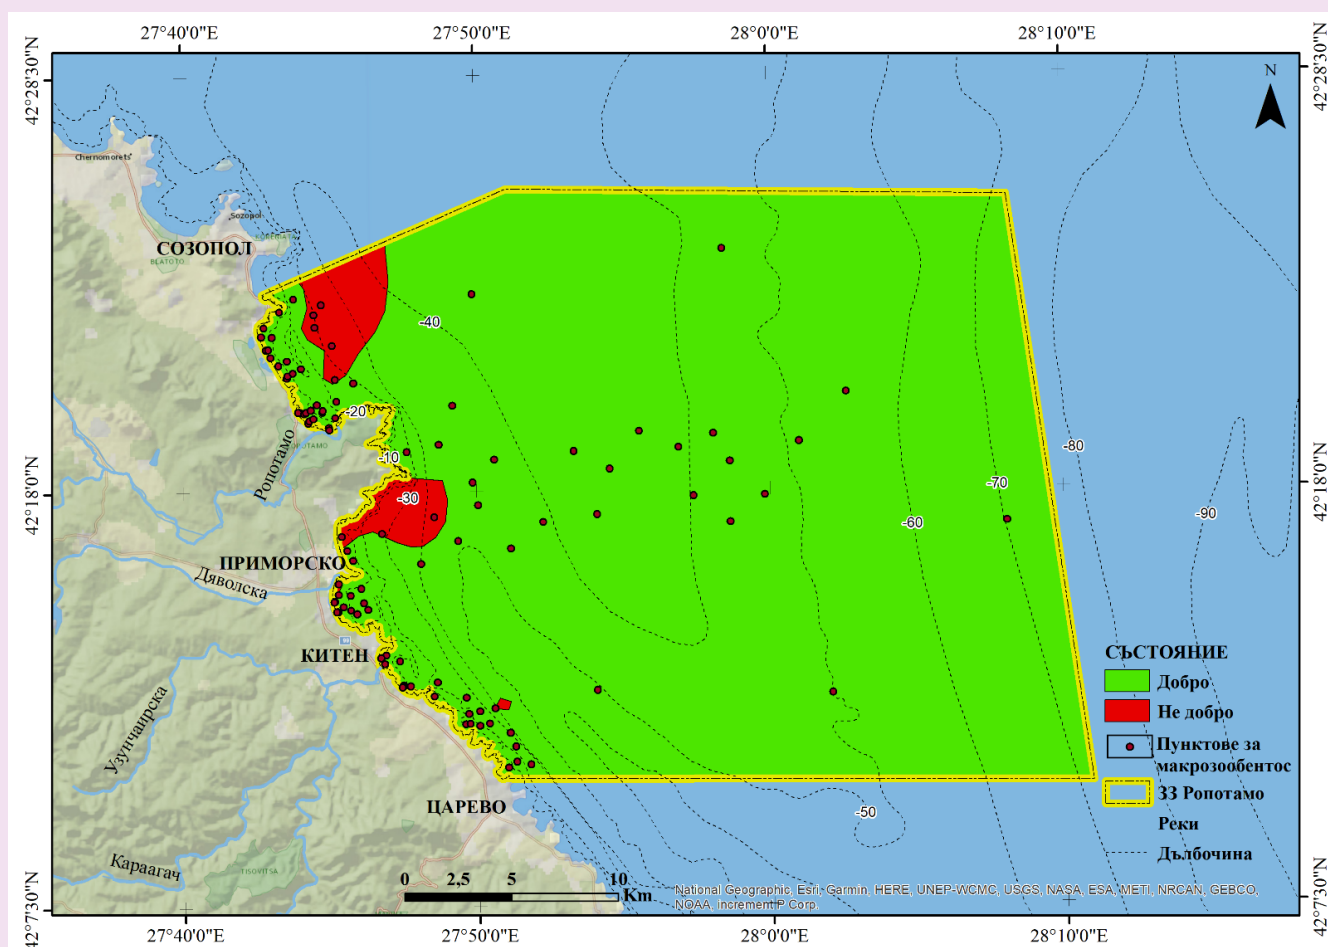 27°40'0"E
27°50'0"E
28°0'0"E
28°10'0"E
42°28'30"N
42°28'30"N
N
Chernomorets
Sozopol
СОЗОПОЛ
BLATOTO
-40
-20
-10
-30
-80
-70
-60
-90
Ропотамо
42°18'0"N
42°18'0"N
ПРИМОРСКО
Дяволска
КИТЕН
Узунчаирска
ЦАРЕВО
Караагач
TISOVITSA
-50
СЪСТОЯНИЕ
Добро
Не добро
Пунктове за
макрозообентос
ЗЗ Ропотамо
Реки
Дълбочина
0 2,5 5 10
Km
National Geographic, Esri, Garmin, HERE, UNEP-WCMC, USGS, NASA, ESA, METI, NRCAN, GEBCO,
NOAA, increment P Corp.
42°7'30"N
42°7'30"N
27°40'0"E
27°50'0"E
28°0'0"E
28°10'0"E